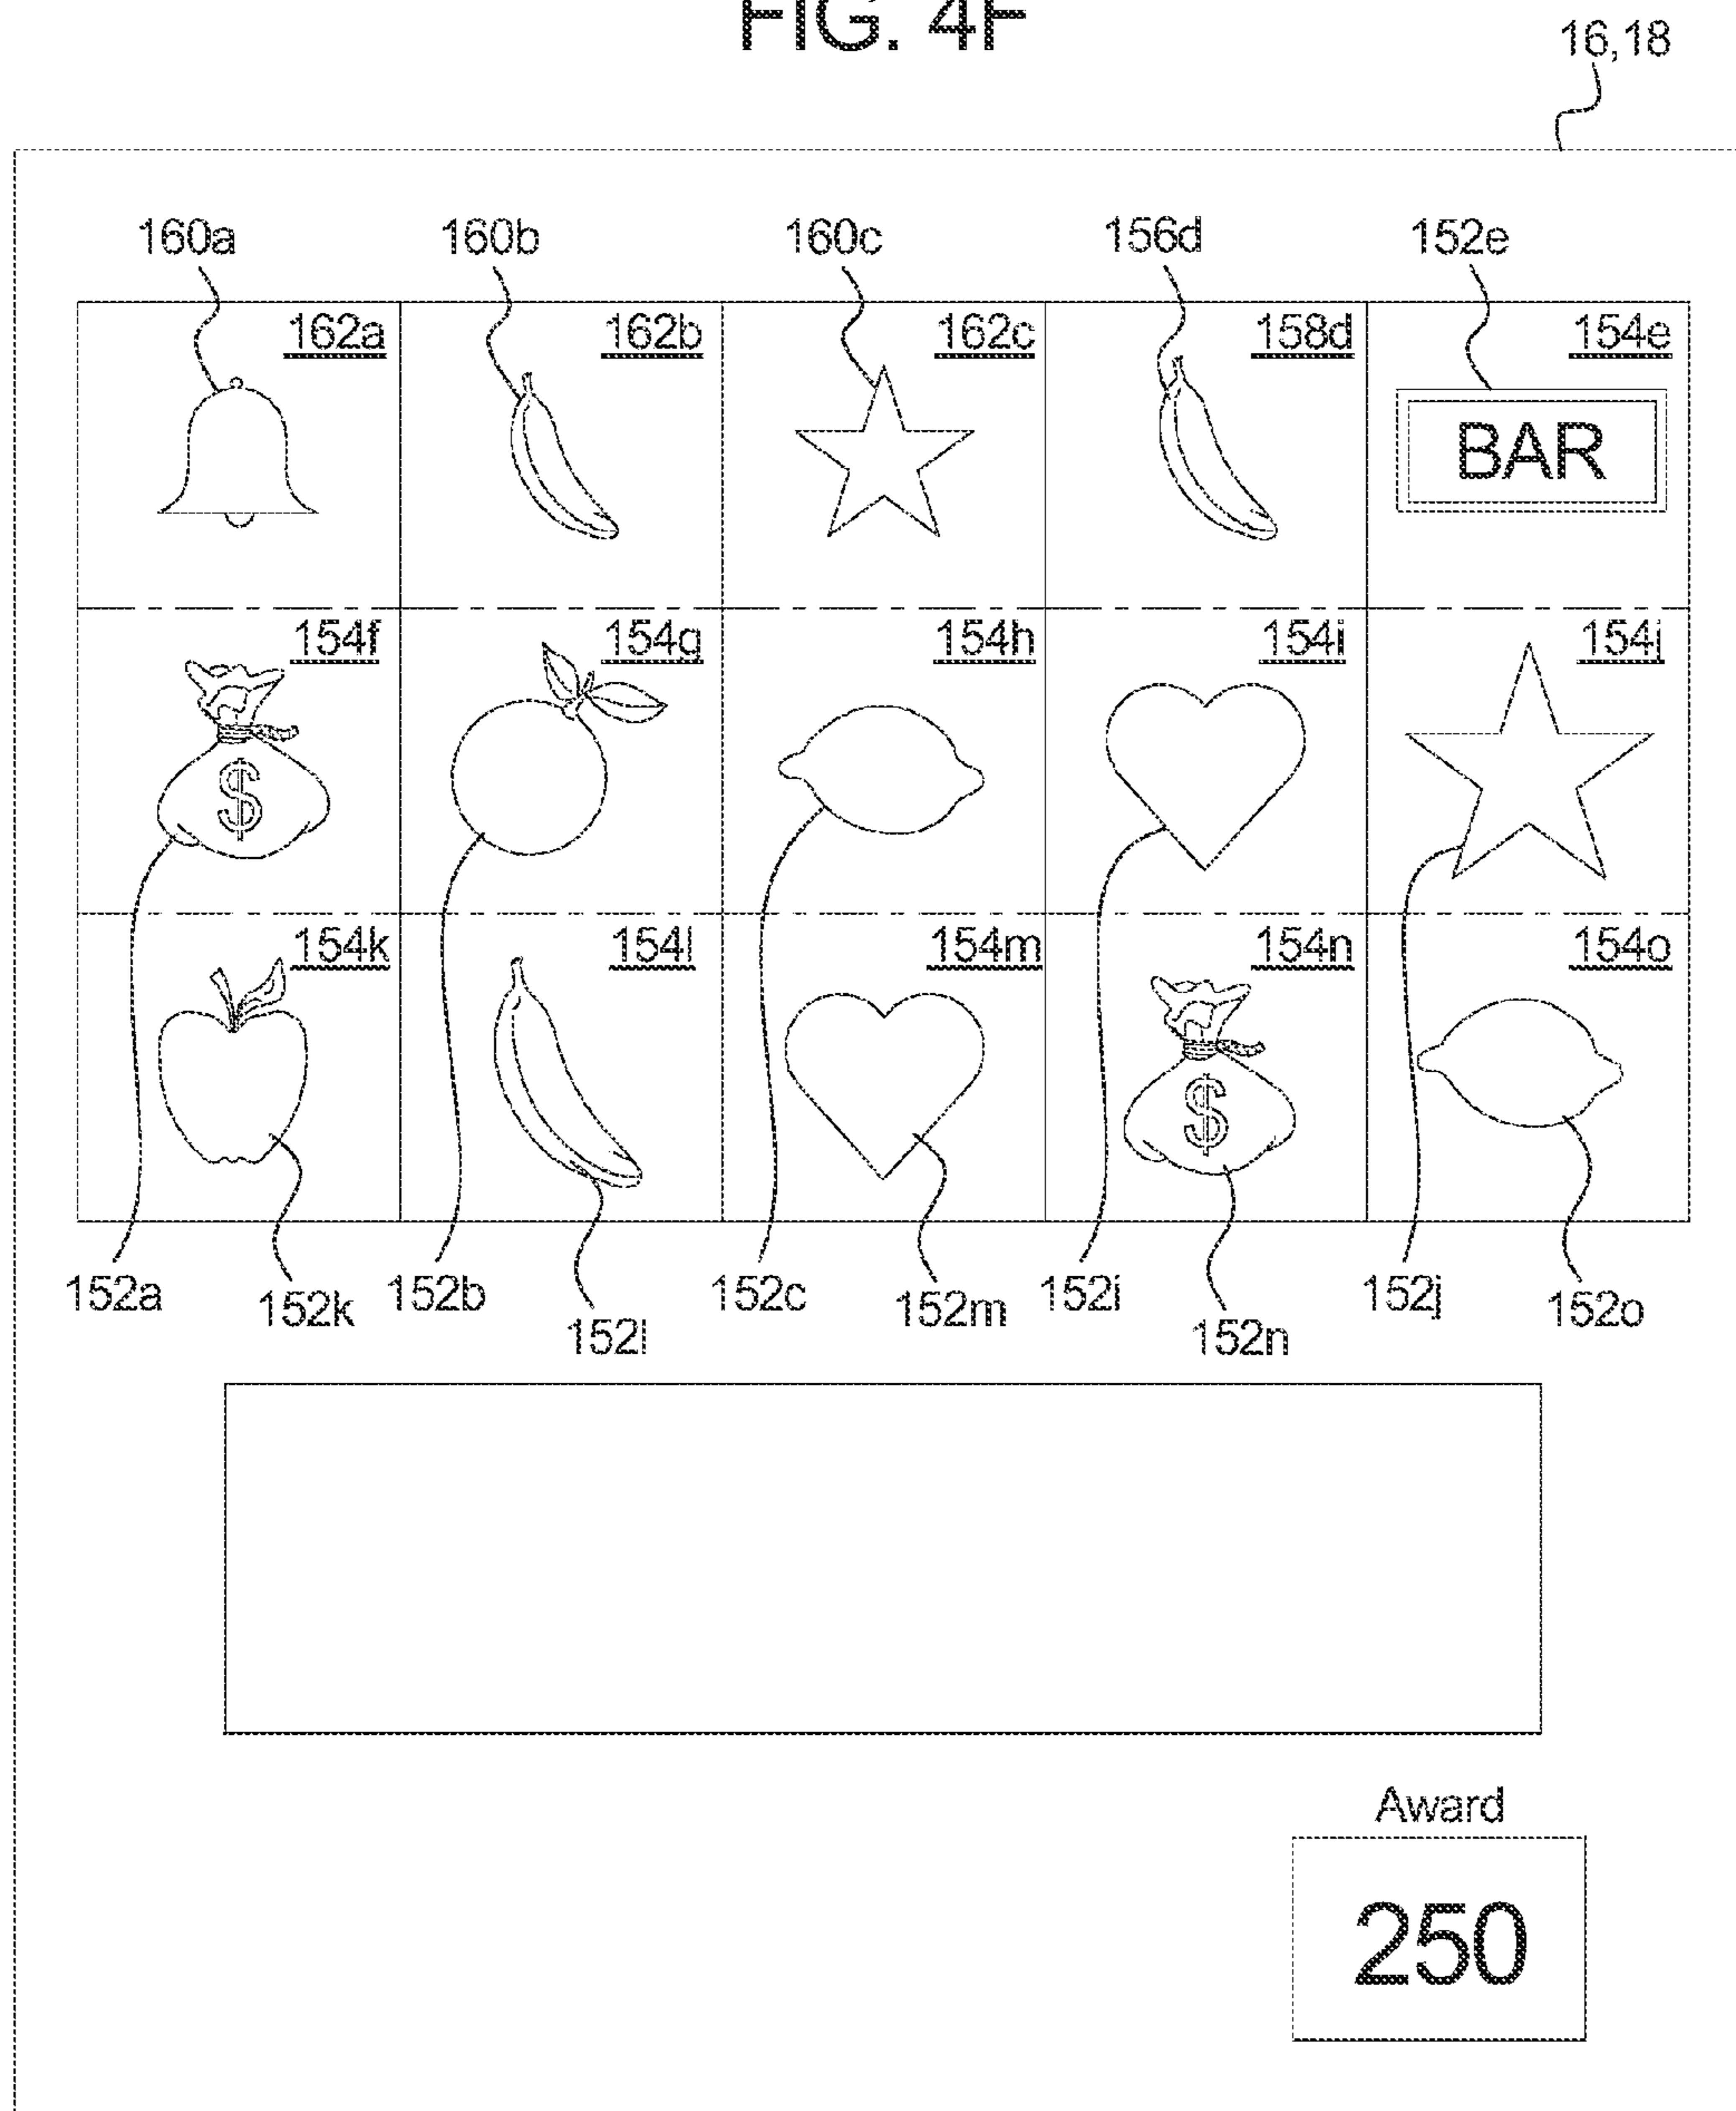 FIG. 4F
16,18
160a 160b 160c 156d 152e
162a 162b 162c 158d 154e
BAR
154f 154g 154h 154i 154j
$
154k 154l 154m 154n 154o
$
152a 152k 152b 152l 152c 152m 152i 152n 152j 152o
Award
250